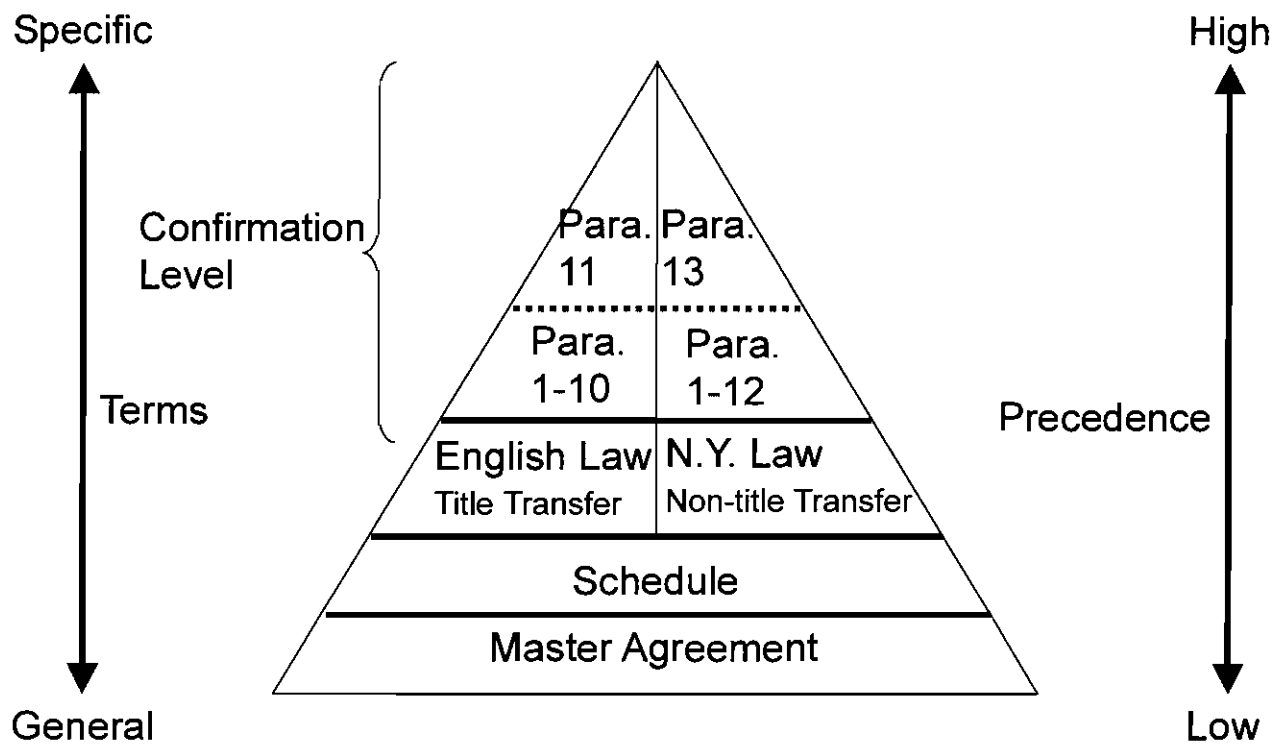 Specific
High
Para.
11
Para.
13
Confirmation
Level
Para.
1-10
Para.
1-12
Terms
Precedence
English Law
Title Transfer
N.Y. Law
Non-title Transfer
Schedule
Master Agreement
General
Low